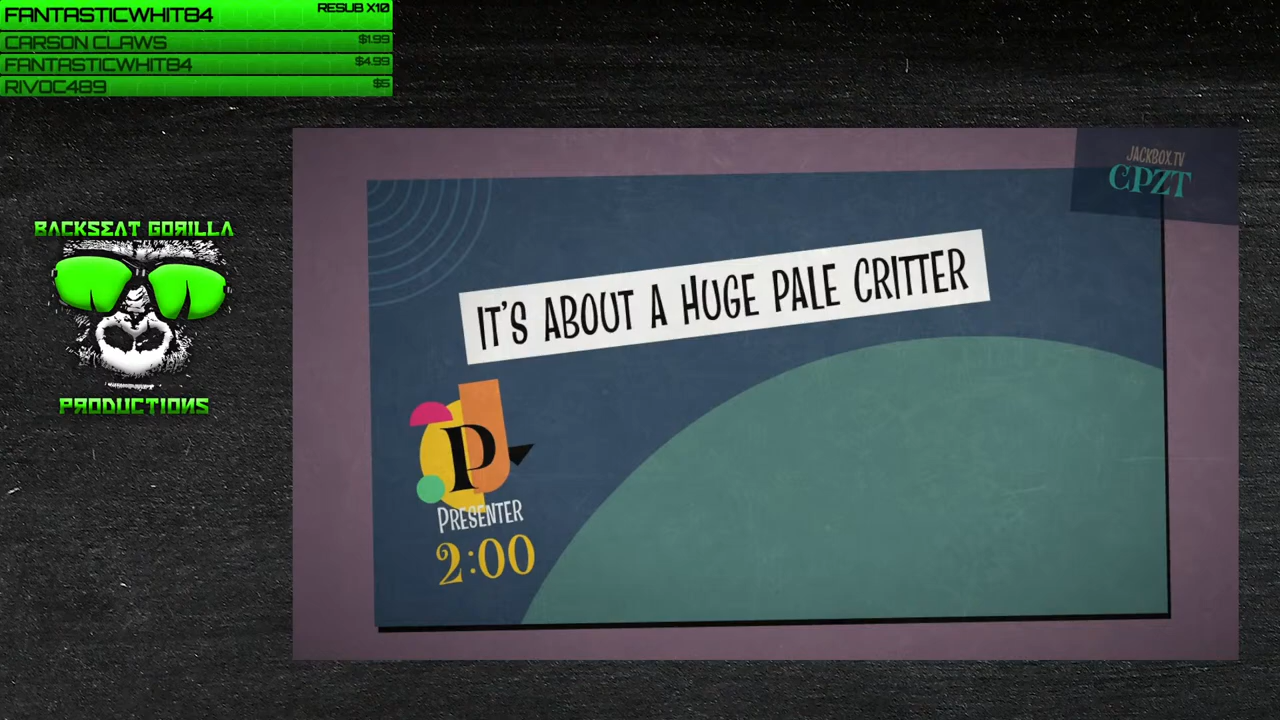 FANTASTICWHIT84 RESUB X10
CARSON CLAWS $1.99
FANTASTICWHIT84 $4.99
RIVOC489 $5
JACKBOX.TV
CPZT
BACKSEAT GORILLA
IT'S ABOUT A HUGE PALE CRITTER
PRODUCTIONS
P
PRESENTER
2:00